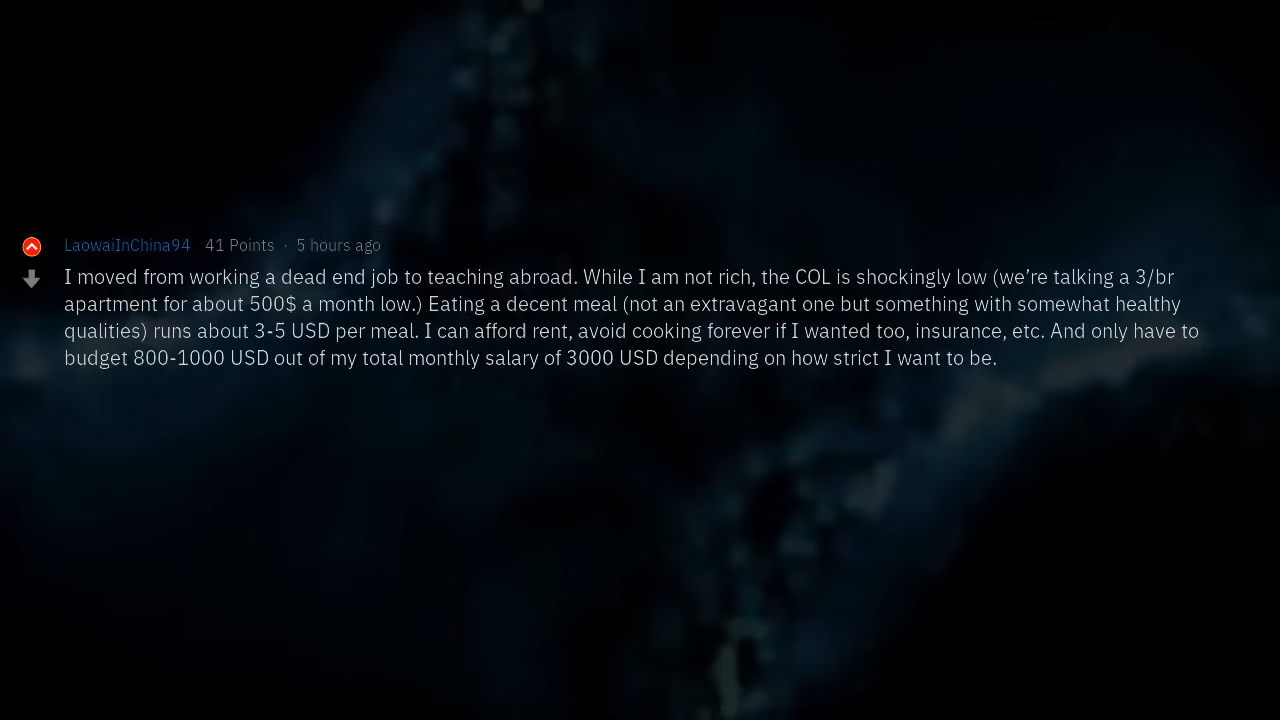 LaowaiInChina94 41 Points · 5 hours ago
I moved from working a dead end job to teaching abroad. While I am not rich, the COL is shockingly low (we’re talking a 3/br
apartment for about 500$ a month low.) Eating a decent meal (not an extravagant one but something with somewhat healthy
qualities) runs about 3-5 USD per meal. I can afford rent, avoid cooking forever if I wanted too, insurance, etc. And only have to
budget 800-1000 USD out of my total monthly salary of 3000 USD depending on how strict I want to be.